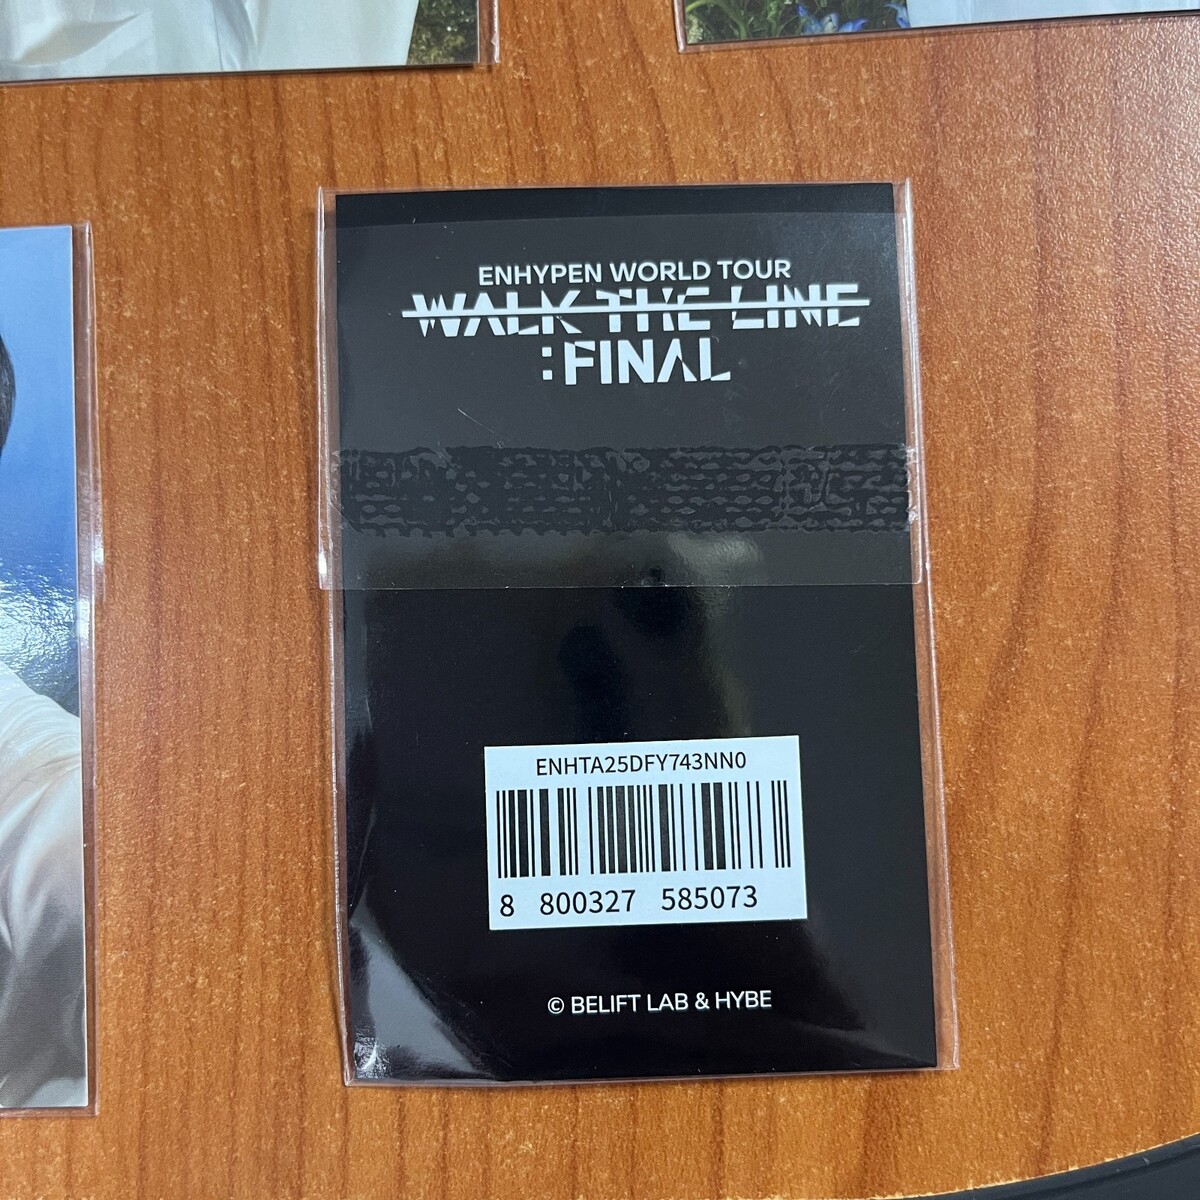 ENHYPEN WORLD TOUR
WALK THE LINE
:FINAL
ENHTA25DFY743NN0
8 800327 585073
© BELIFT LAB & HYBE